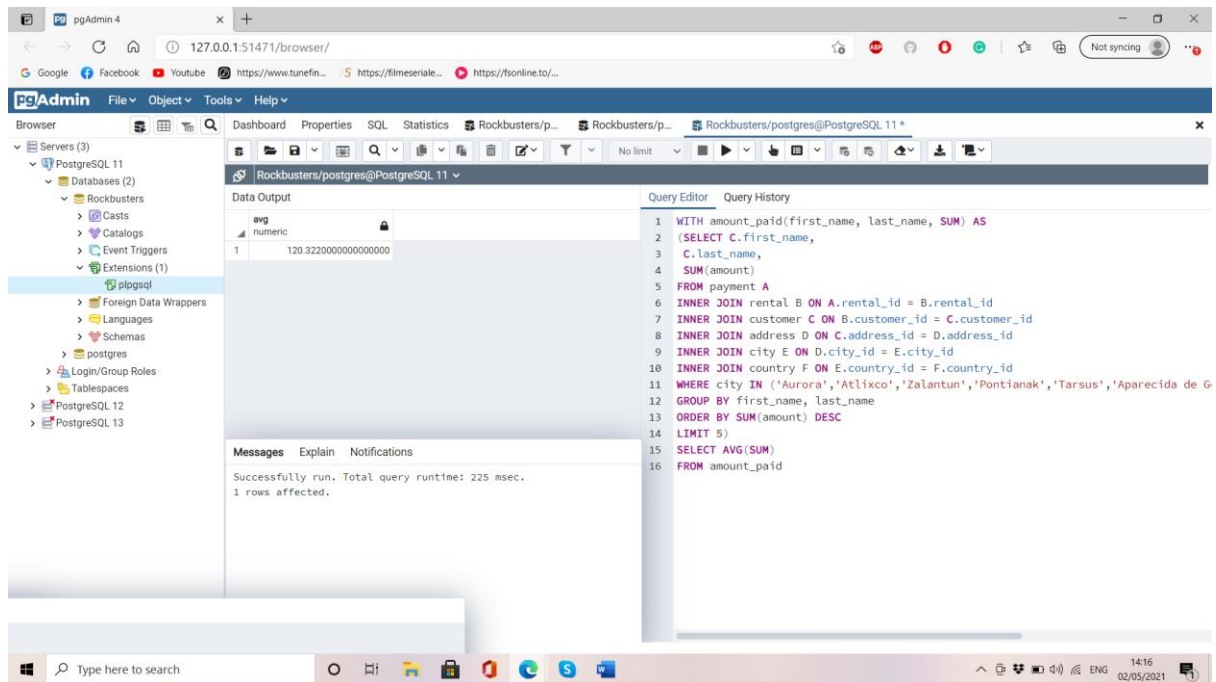 pgAdmin 4
127.0.0.1:51471/browser/
Not syncing
Google Facebook Youtube https://www.tunefin... https://filmeseriale... https://fsonline.to/...
pgAdmin File Object Tools Help
Browser
Dashboard Properties SQL Statistics Rockbusters/p... Rockbusters/p... Rockbusters/postgres@PostgreSQL 11 *
No limit
Servers (3)
PostgreSQL 11
Databases (2)
Rockbusters
Casts
Catalogs
Event Triggers
Extensions (1)
plpgsql
Foreign Data Wrappers
Languages
Schemas
postgres
Login/Group Roles
Tablespaces
PostgreSQL 12
PostgreSQL 13
Rockbusters/postgres@PostgreSQL 11
Data Output
avg
numeric
1 120.3220000000000000
Messages Explain Notifications
Successfully run. Total query runtime: 225 msec.
1 rows affected.
Query Editor Query History
1 WITH amount_paid(first_name, last_name, SUM) AS
2 (SELECT C.first_name,
3 C.last_name,
4 SUM(amount)
5 FROM payment A
6 INNER JOIN rental B ON A.rental_id = B.rental_id
7 INNER JOIN customer C ON B.customer_id = C.customer_id
8 INNER JOIN address D ON C.address_id = D.address_id
9 INNER JOIN city E ON D.city_id = E.city_id
10 INNER JOIN country F ON E.country_id = F.country_id
11 WHERE city IN ('Aurora','Atlixco','Zalantun','Pontianak','Tarsus','Aparecida de G
12 GROUP BY first_name, last_name
13 ORDER BY SUM(amount) DESC
14 LIMIT 5)
15 SELECT AVG(SUM)
16 FROM amount_paid
Type here to search
ENG
14:16
02/05/2021